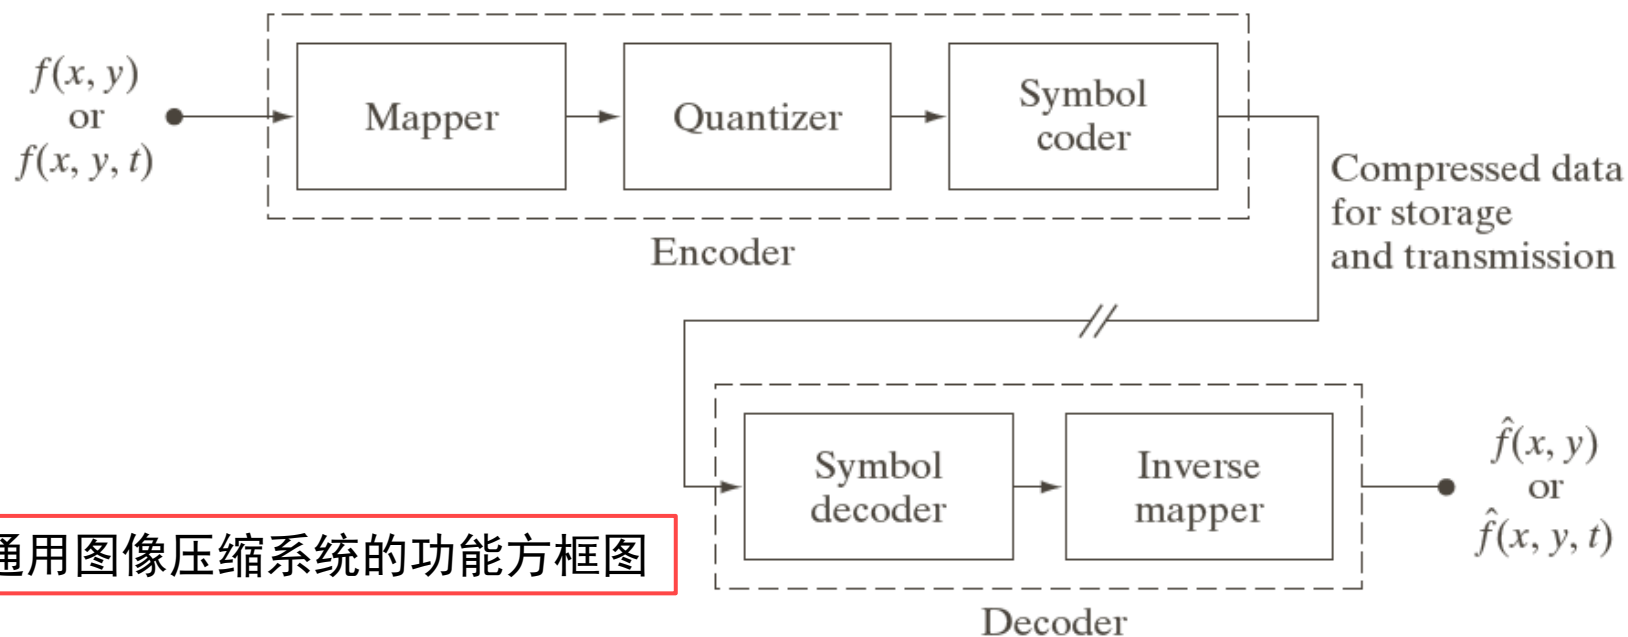 f(x, y)
or
f(x, y, t)
Mapper
Quantizer
Symbol
coder
Encoder
Compressed data
for storage
and transmission
Symbol
decoder
Inverse
mapper
Decoder
f̂(x, y)
or
f̂(x, y, t)
通用图像压缩系统的功能方框图